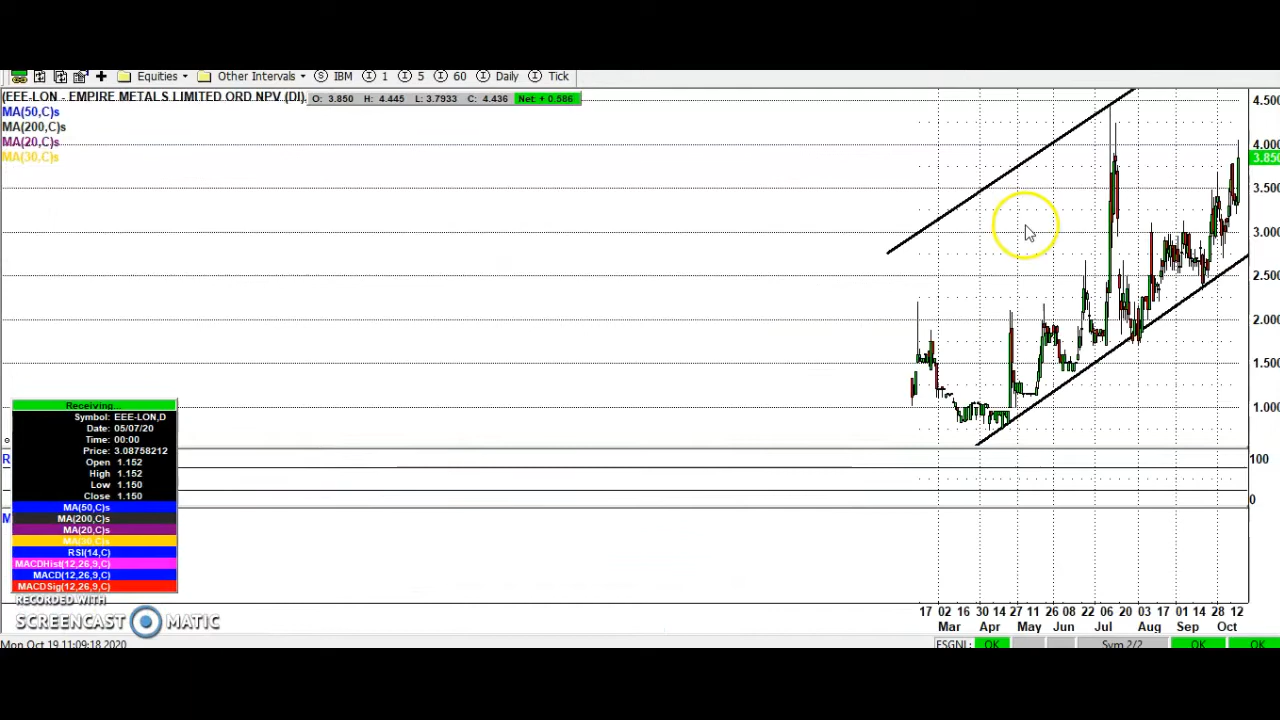 Equities Other Intervals IBM 1 5 60 Daily Tick
(EEE-LON - EMPIRE METALS LIMITED ORD NPV (DI), O: 3.850 H: 4.445 L: 3.7933 C: 4.436 Net: + 0.586
MA(50,C)s
MA(200,C)s
MA(20,C)s
MA(30,C)s
4.500
4.000
3.850
3.500
3.000
2.500
2.000
1.500
1.000
100
0
R
M
Receiving...
Symbol: EEE-LON,D
Date: 05/07/20
Time: 00:00
Price: 3.08758212
Open 1.152
High 1.152
Low 1.150
Close 1.150
MA(50,C)s
MA(200,C)s
MA(20,C)s
MA(30,C)s
RSI(14,C)
MACDHist(12,26,9,C)
MACD(12,26,9,C)
MACDSig(12,26,9,C)
RECORDED WITH
SCREENCAST MATIC
17 02 16 30 14 27 11 26 08 22 06 20 03 17 01 14 28 12
Mar Apr May Jun Jul Aug Sep Oct
Mon Oct 19 11:09:18 2020
ESGNL: OK Sym 2/2 OK OK